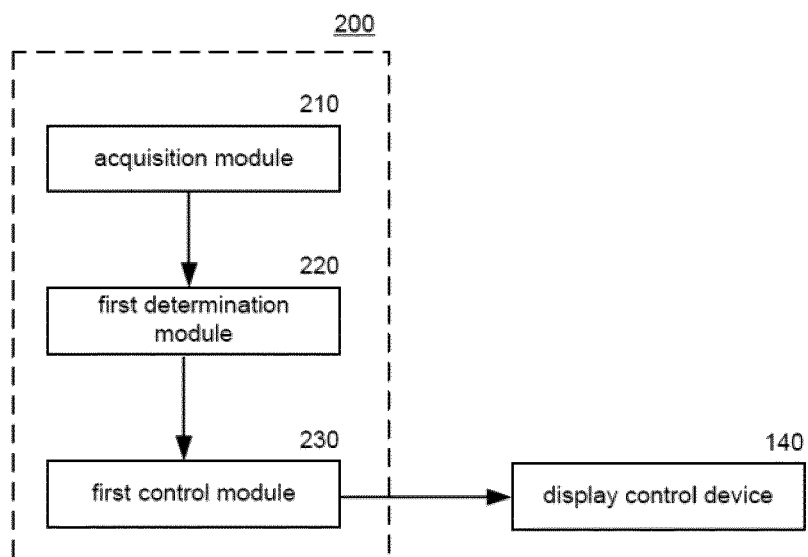 200
210
acquisition module
220
first determination
module
230
first control module
140
display control device